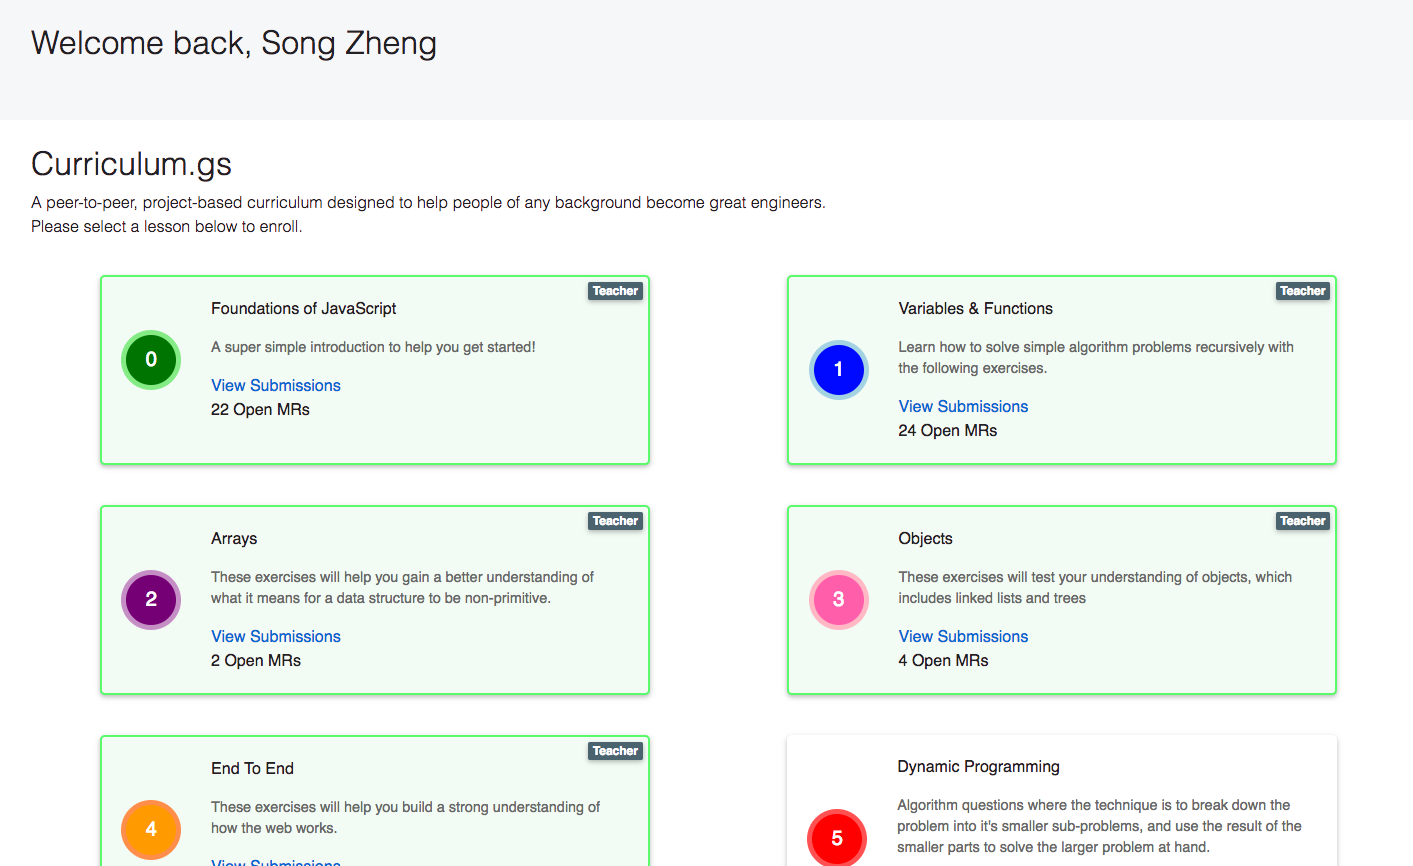 Welcome back, Song Zheng
Curriculum.gs
A peer-to-peer, project-based curriculum designed to help people of any background become great engineers.
Please select a lesson below to enroll.
Teacher
Foundations of JavaScript
0
A super simple introduction to help you get started!
View Submissions
22 Open MRs
Teacher
Variables & Functions
1
Learn how to solve simple algorithm problems recursively with
the following exercises.
View Submissions
24 Open MRs
Teacher
Arrays
2
These exercises will help you gain a better understanding of
what it means for a data structure to be non-primitive.
View Submissions
2 Open MRs
Teacher
Objects
3
These exercises will test your understanding of objects, which
includes linked lists and trees
View Submissions
4 Open MRs
Teacher
End To End
4
These exercises will help you build a strong understanding of
how the web works.
View Submissions
Dynamic Programming
5
Algorithm questions where the technique is to break down the
problem into it's smaller sub-problems, and use the result of the
smaller parts to solve the larger problem at hand.